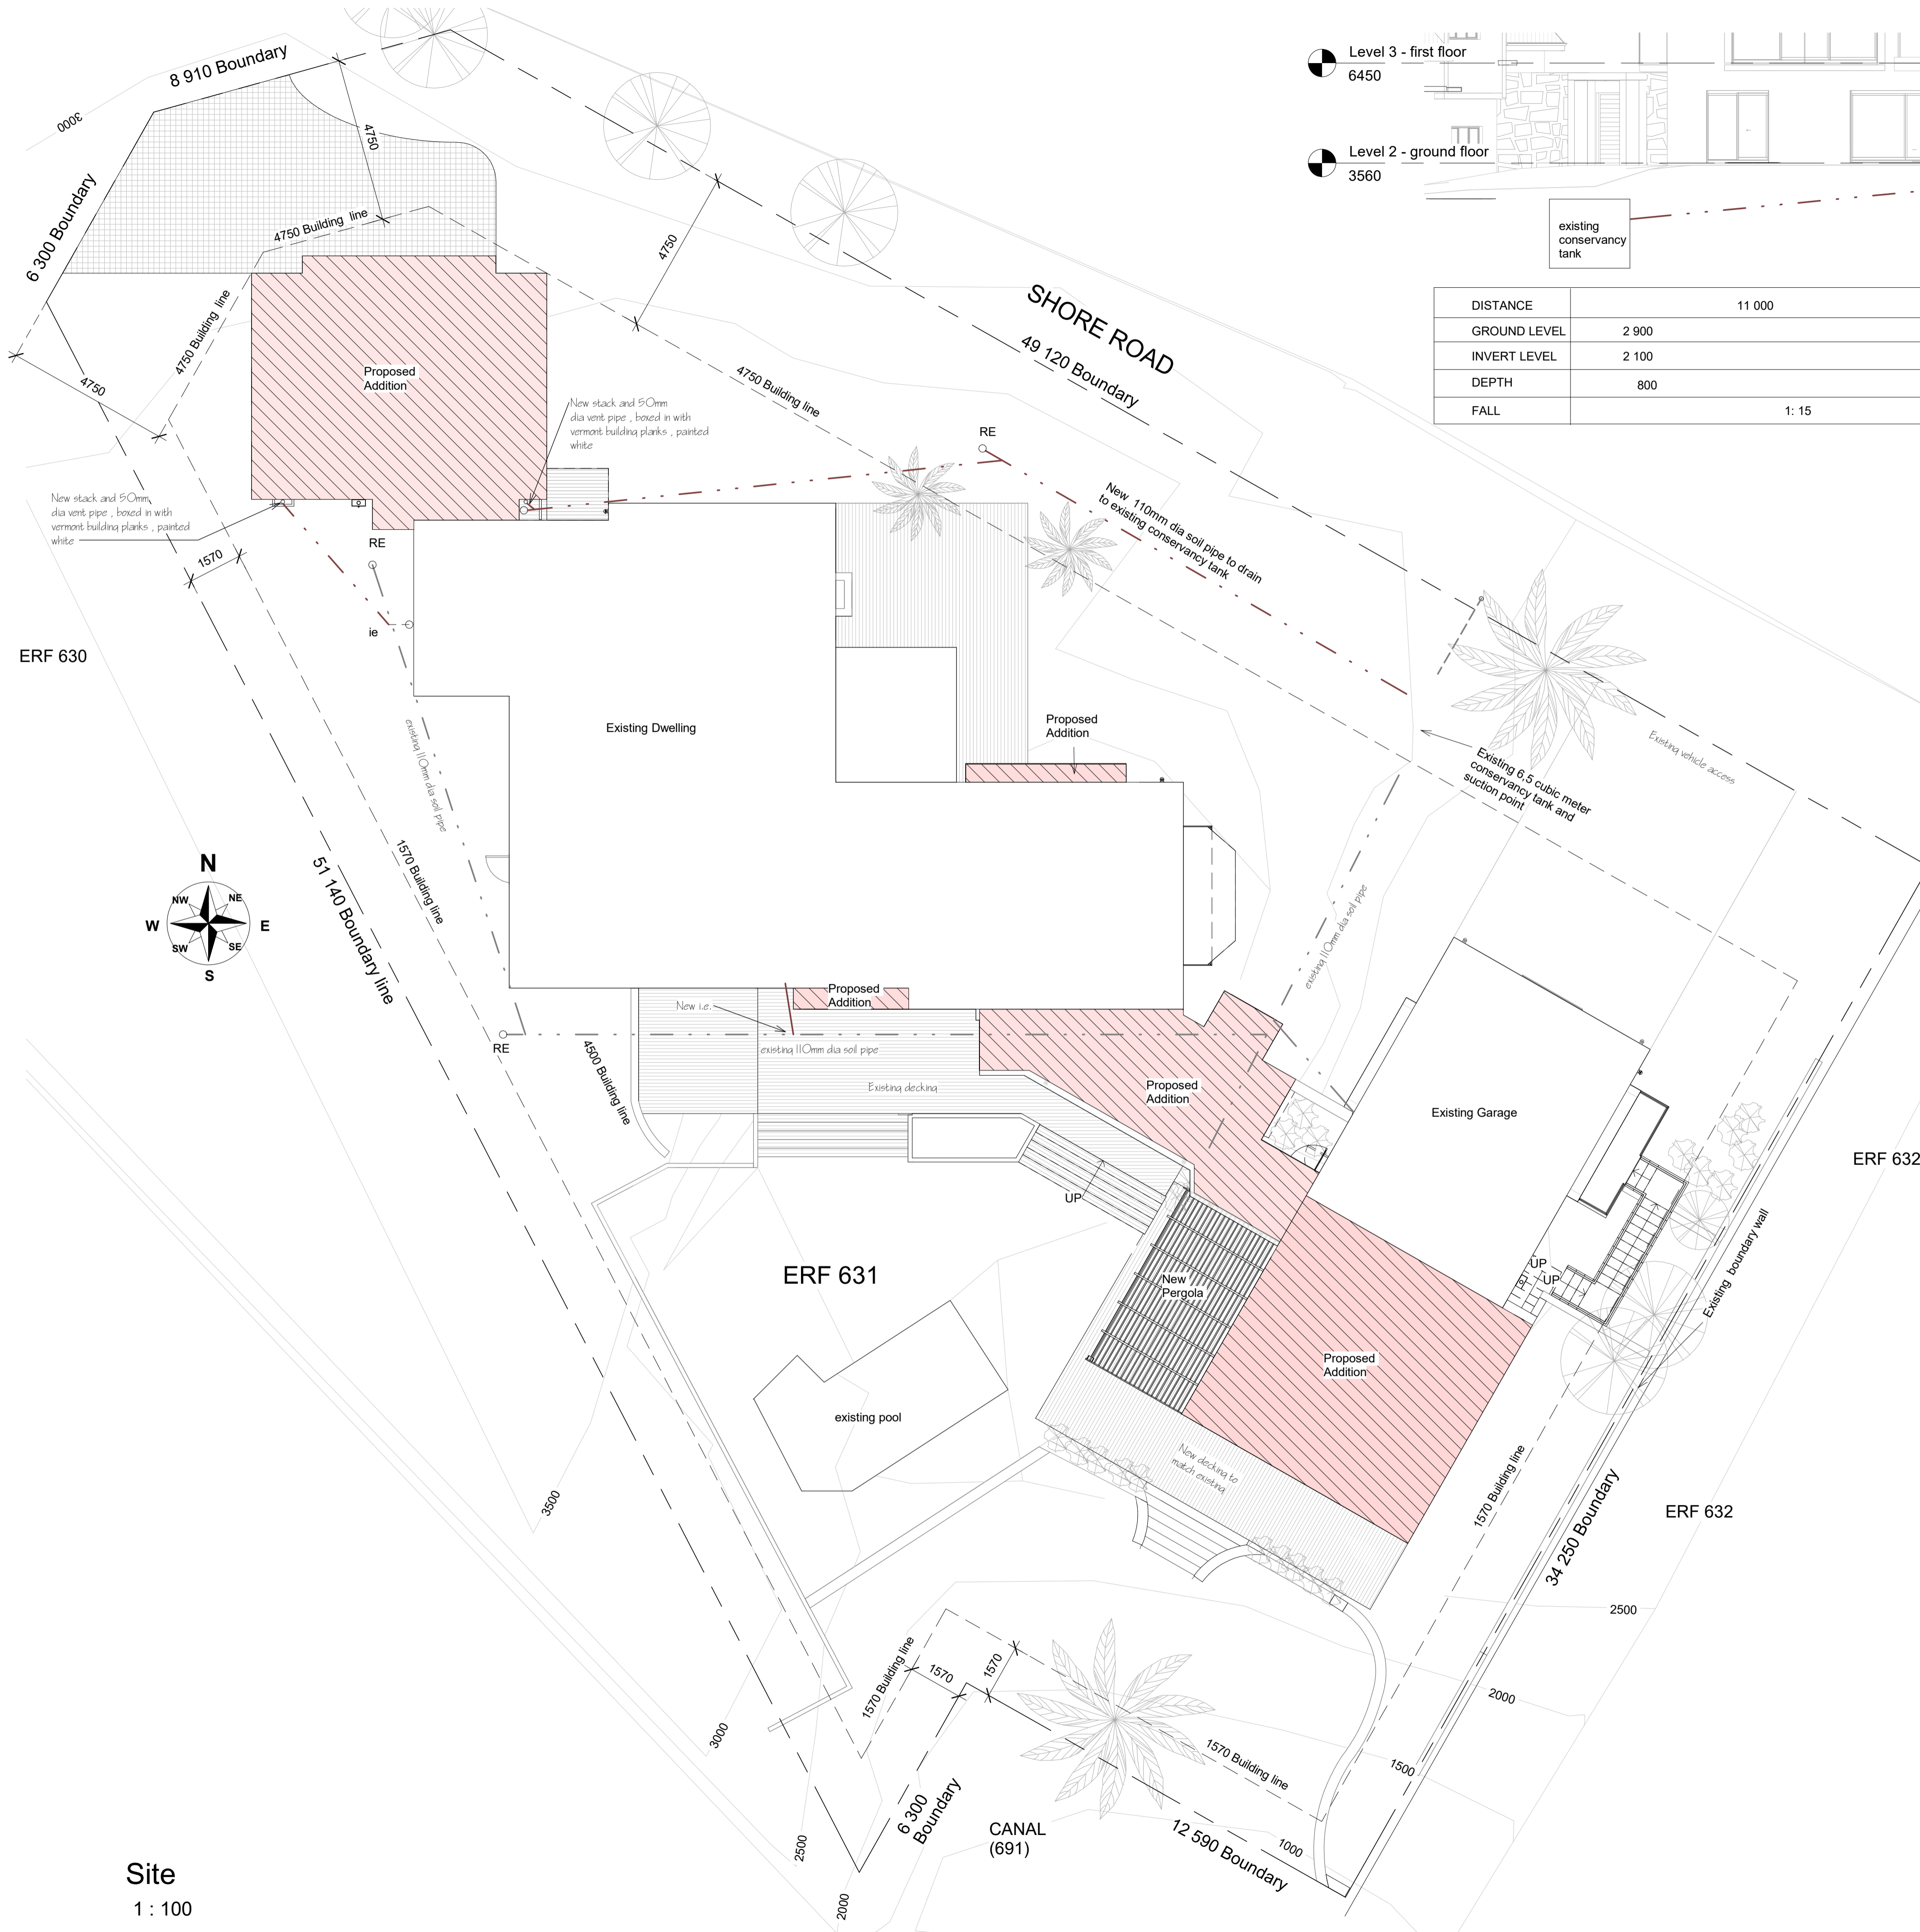 8 910 Boundary
3000
4750
6 300 Boundary
4750 Building line
4750 Building line
4750
4750
Proposed
Addition
New stack and 50mm
dia vent pipe , boxed in with
vermont building planks , painted
white
New stack and 50mm
dia vent pipe , boxed in with
vermont building planks , painted
white
1570
RE
ie
ERF 630
4750 Building line
SHORE ROAD
49 120 Boundary
RE
New 110mm dia soil pipe to drain
to existing conservancy tank
Level 3 - first floor
6450
Level 2 - ground floor
3560
existing
conservancy
tank
DISTANCE 11 000
GROUND LEVEL 2 900
INVERT LEVEL 2 100
DEPTH 800
FALL 1: 15
Existing Dwelling
Proposed
Addition
Existing vehicle access
Existing 6,5 cubic meter
conservancy tank and
suction point
existing 110mm dia soil pipe
1570 Building line
51 140 Boundary line
N
NW NE
W E
SW SE
S
existing 110mm dia soil pipe
Proposed
Addition
New i.e.
RE
existing 110mm dia soil pipe
4500 Building line
Existing decking
Proposed
Addition
Existing Garage
UP
ERF 632
UP
UP
Existing boundary wall
ERF 631
New
Pergola
Proposed
Addition
existing pool
New decking to
match existing
3500
1570 Building line
34 250 Boundary
ERF 632
2500
2000
1500
1000
3000
2500
2000
1570 Building line
1570
1570
1570 Building line
6 300
Boundary
CANAL
(691)
12 590 Boundary
Site
1 : 100